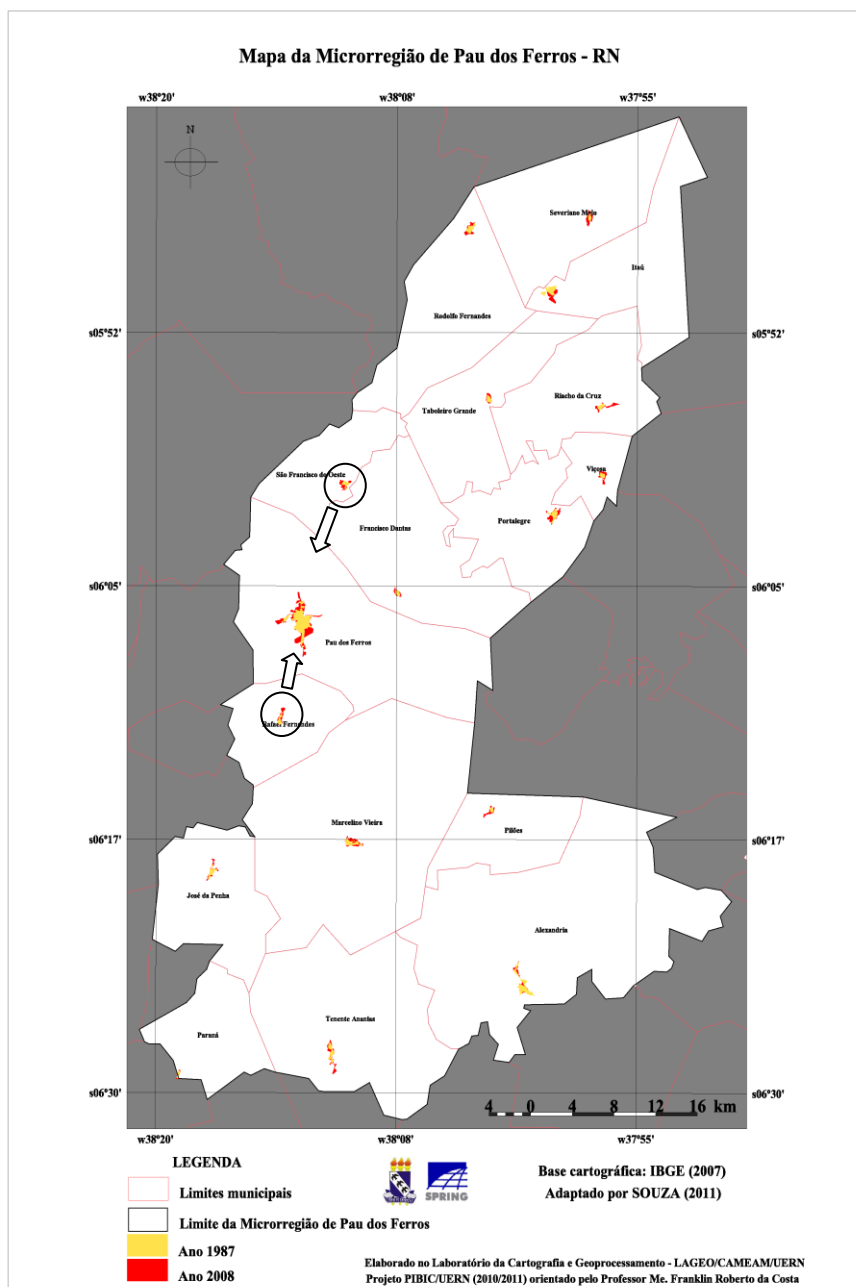 Mapa da Microrregião de Pau dos Ferros - RN
w38°20' w38°08' w37°55'
N
Severiano Melo
Itaú
Rodolfo Fernandes
s05°52' s05°52'
Riacho da Cruz
Taboleiro Grande
Viçosa
São Francisco do Oeste
Portalegre
Francisco Dantas
s06°05' s06°05'
Pau dos Ferros
Rafael Fernandes
Marcelino Vieira
Pilões
s06°17' s06°17'
José da Penha
Alexandria
Tenente Ananias
Paraná
s06°30' s06°30'
4 0 4 8 12 16 km
w38°20' w38°08' w37°55'
LEGENDA
Limites municipais
Limite da Microrregião de Pau dos Ferros
Ano 1987
Ano 2008
SPRING
Base cartográfica: IBGE (2007)
Adaptado por SOUZA (2011)
Elaborado no Laboratório da Cartografia e Geoprocessamento - LAGEO/CAMEAM/UERN
Projeto PIBIC/UERN (2010/2011) orientado pelo Professor Me. Franklin Roberto da Costa